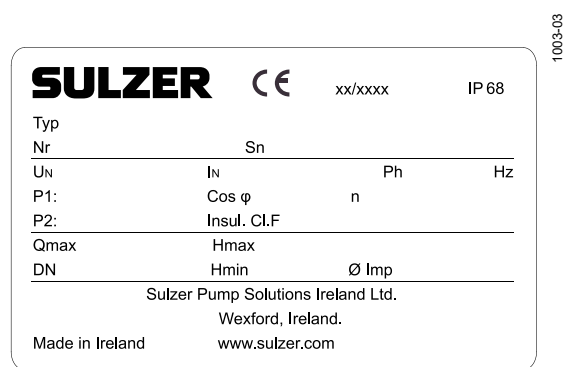 1003-03
SULZER CE xx/xxxx IP 68
Typ
Nr Sn
UN IN Ph Hz
P1: Cos φ n
P2: Insul. Cl.F
Qmax Hmax
DN Hmin Ø Imp
Sulzer Pump Solutions Ireland Ltd.
Wexford, Ireland.
Made in Ireland www.sulzer.com